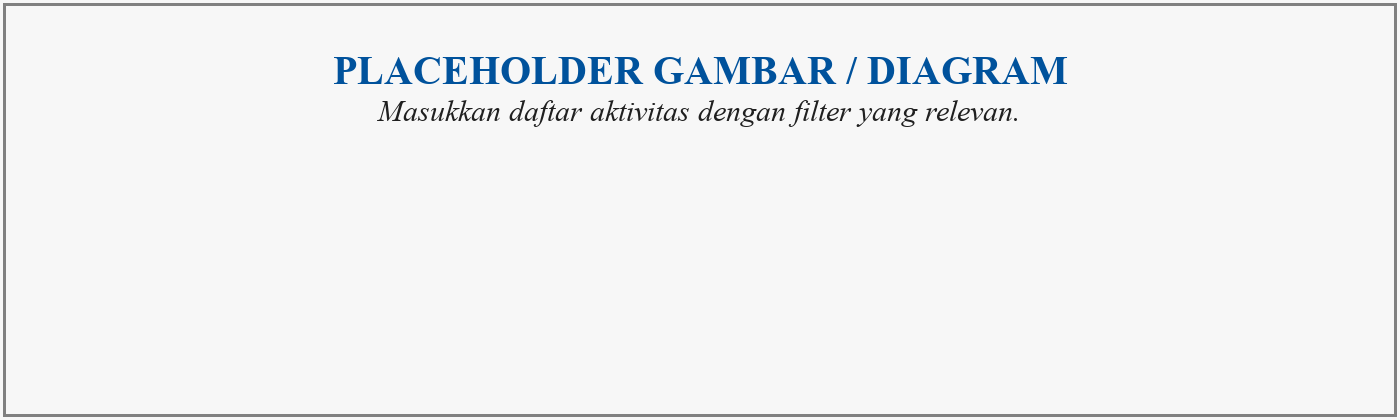 PLACEHOLDER GAMBAR / DIAGRAM
Masukkan daftar aktivitas dengan filter yang relevan.